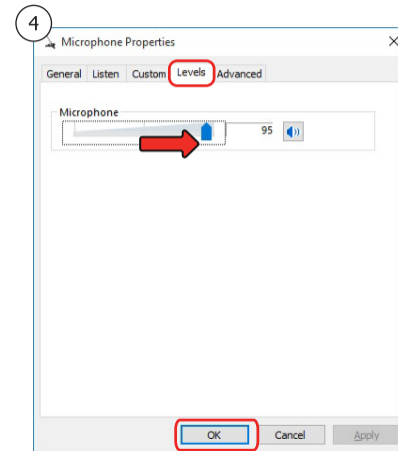 4
Microphone Properties
General Listen Custom Levels Advanced
Microphone
95
OK Cancel Apply